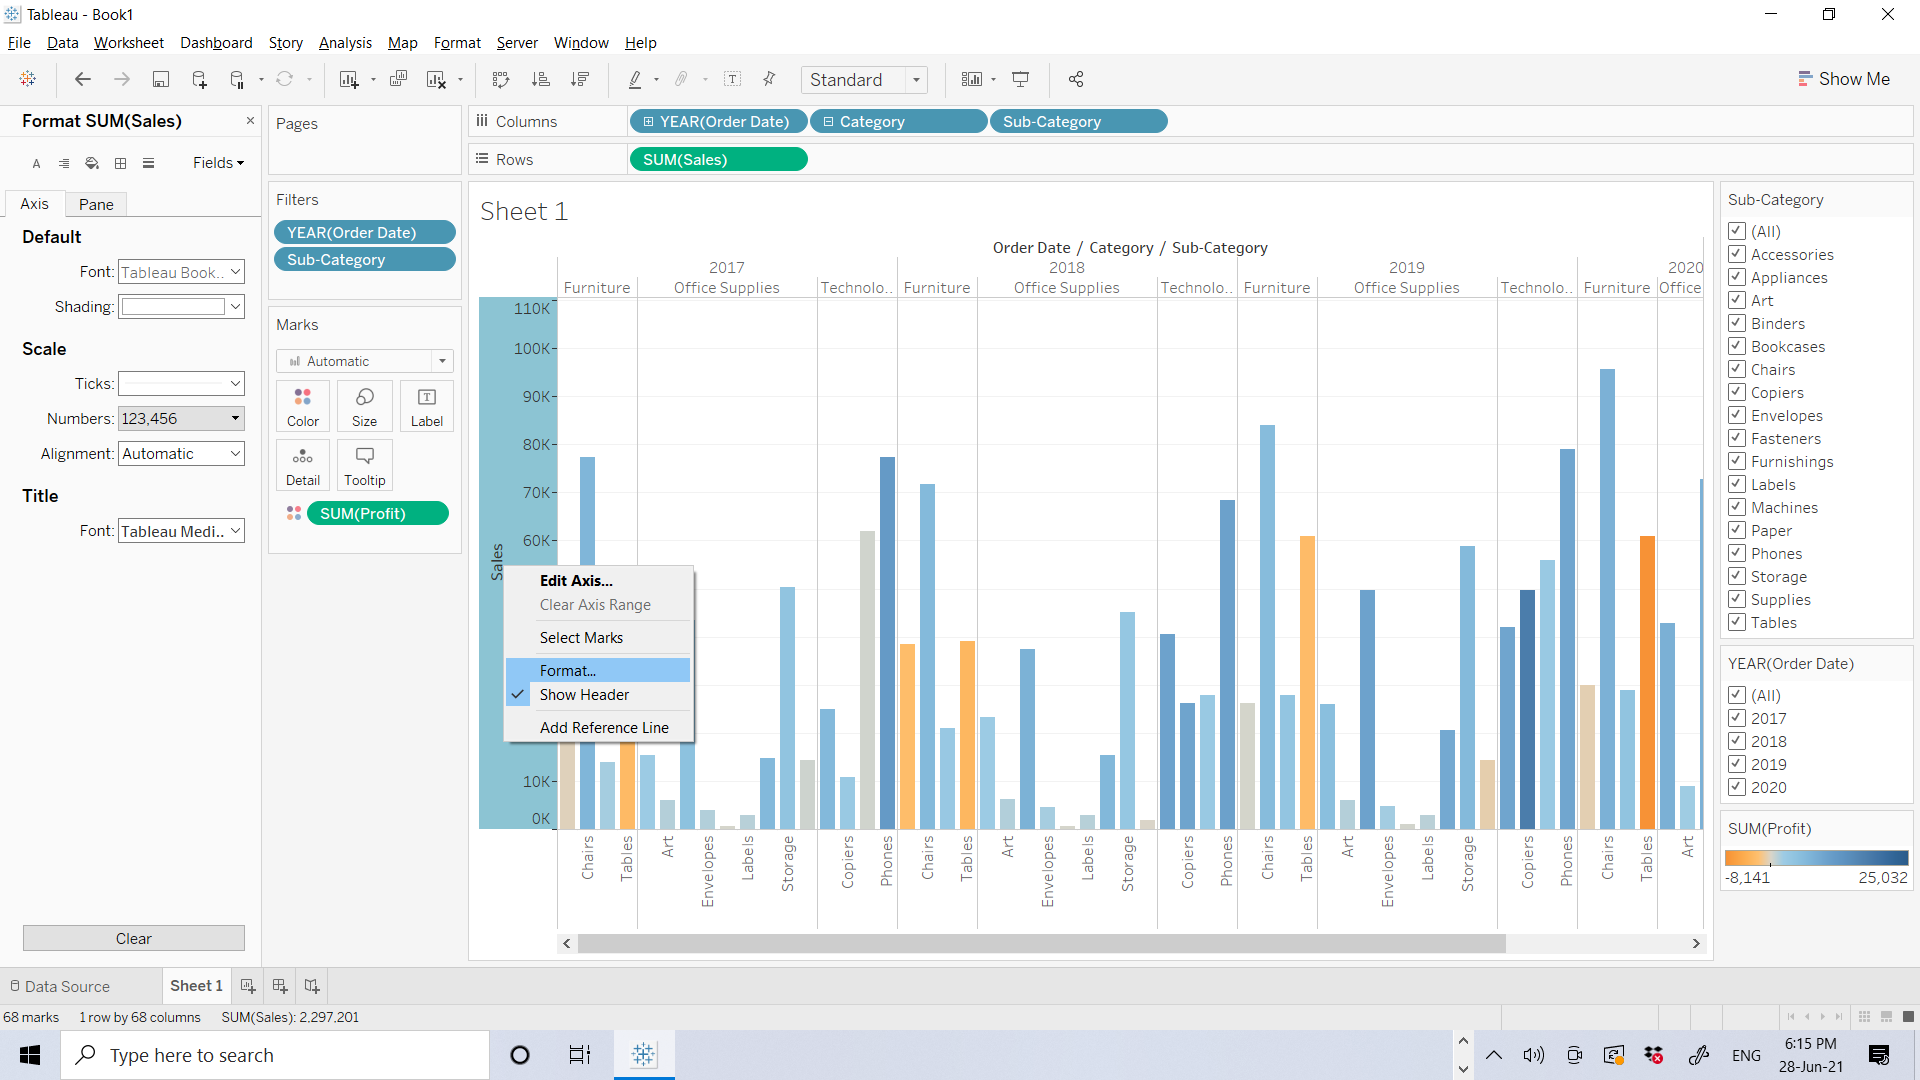 Tableau - Book1
File Data Worksheet Dashboard Story Analysis Map Format Server Window Help
Standard
Show Me
Format SUM(Sales)
Fields
Axis Pane
Default
Font: Tableau Book..
Shading:
Scale
Ticks:
Numbers: 123,456
Alignment: Automatic
Title
Font: Tableau Medi..
Clear
Pages
Filters
YEAR(Order Date)
Sub-Category
Marks
Automatic
Color Size Label
Detail Tooltip
SUM(Profit)
Columns YEAR(Order Date) Category Sub-Category
Rows SUM(Sales)
Sheet 1
Order Date / Category / Sub-Category
2017 2018 2019 2020
Furniture Office Supplies Technolo.. Furniture Office Supplies Technolo.. Furniture Office Supplies Technolo.. Furniture Office
110K
100K
90K
80K
70K
60K
10K
0K
Sales
Edit Axis...
Clear Axis Range
Select Marks
Format...
Show Header
Add Reference Line
Chairs Tables Art Envelopes Labels Storage Copiers Phones Chairs Tables Art Envelopes Labels Storage Copiers Phones Chairs Tables Art Envelopes Labels Storage Copiers Phones Chairs Tables Art
Sub-Category
(All)
Accessories
Appliances
Art
Binders
Bookcases
Chairs
Copiers
Envelopes
Fasteners
Furnishings
Labels
Machines
Paper
Phones
Storage
Supplies
Tables
YEAR(Order Date)
(All)
2017
2018
2019
2020
SUM(Profit)
-8,141 25,032
Data Source Sheet 1
68 marks 1 row by 68 columns SUM(Sales): 2,297,201
Type here to search
ENG
6:15 PM
28-Jun-21